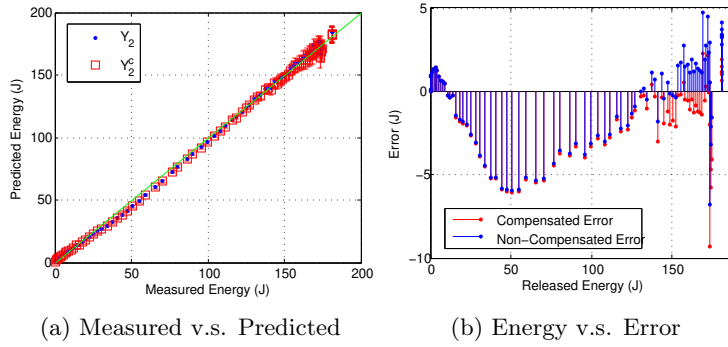 200
150
100
50
0
Predicted Energy (J)
Y2
Y2c
0 50 100 150 200
Measured Energy (J)
(a) Measured v.s. Predicted
5
0
−5
−10
Error (J)
Compensated Error
Non−Compensated Error
0 50 100 150
Released Energy (J)
(b) Energy v.s. Error